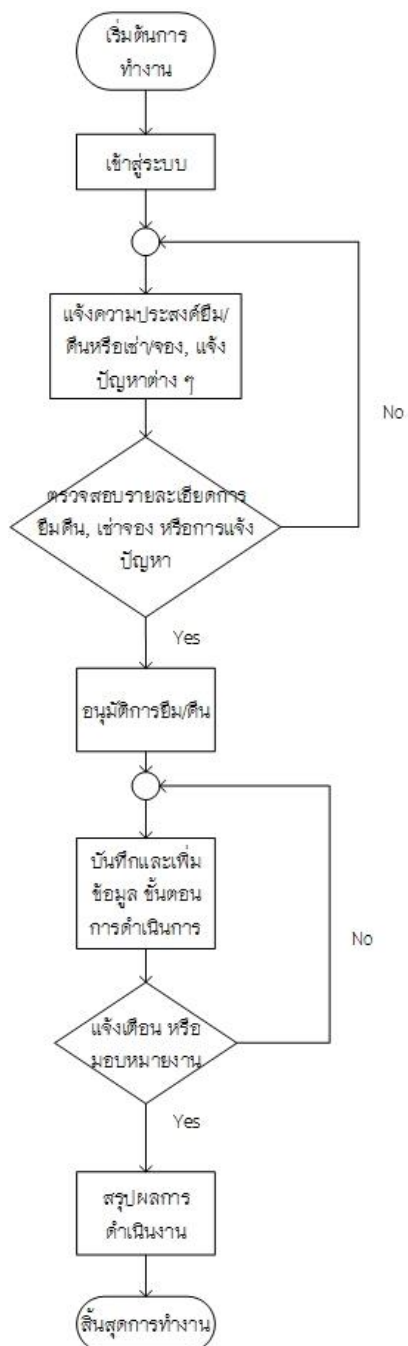 เริ่มต้นการ
ทำงาน
เข้าสู่ระบบ
แจ้งความประสงค์ยืม/
คืนหรือเช่า/จอง, แจ้ง
ปัญหาต่าง ๆ
No
ตรวจสอบรายละเอียดการ
ยืมคืน, เช่าจอง หรือการแจ้ง
ปัญหา
Yes
อนุมัติการยืม/คืน
บันทึกและเพิ่ม
ข้อมูล ขั้นตอน
การดำเนินการ
No
แจ้งเตือน หรือ
มอบหมายงาน
Yes
สรุปผลการ
ดำเนินงาน
สิ้นสุดการทำงาน